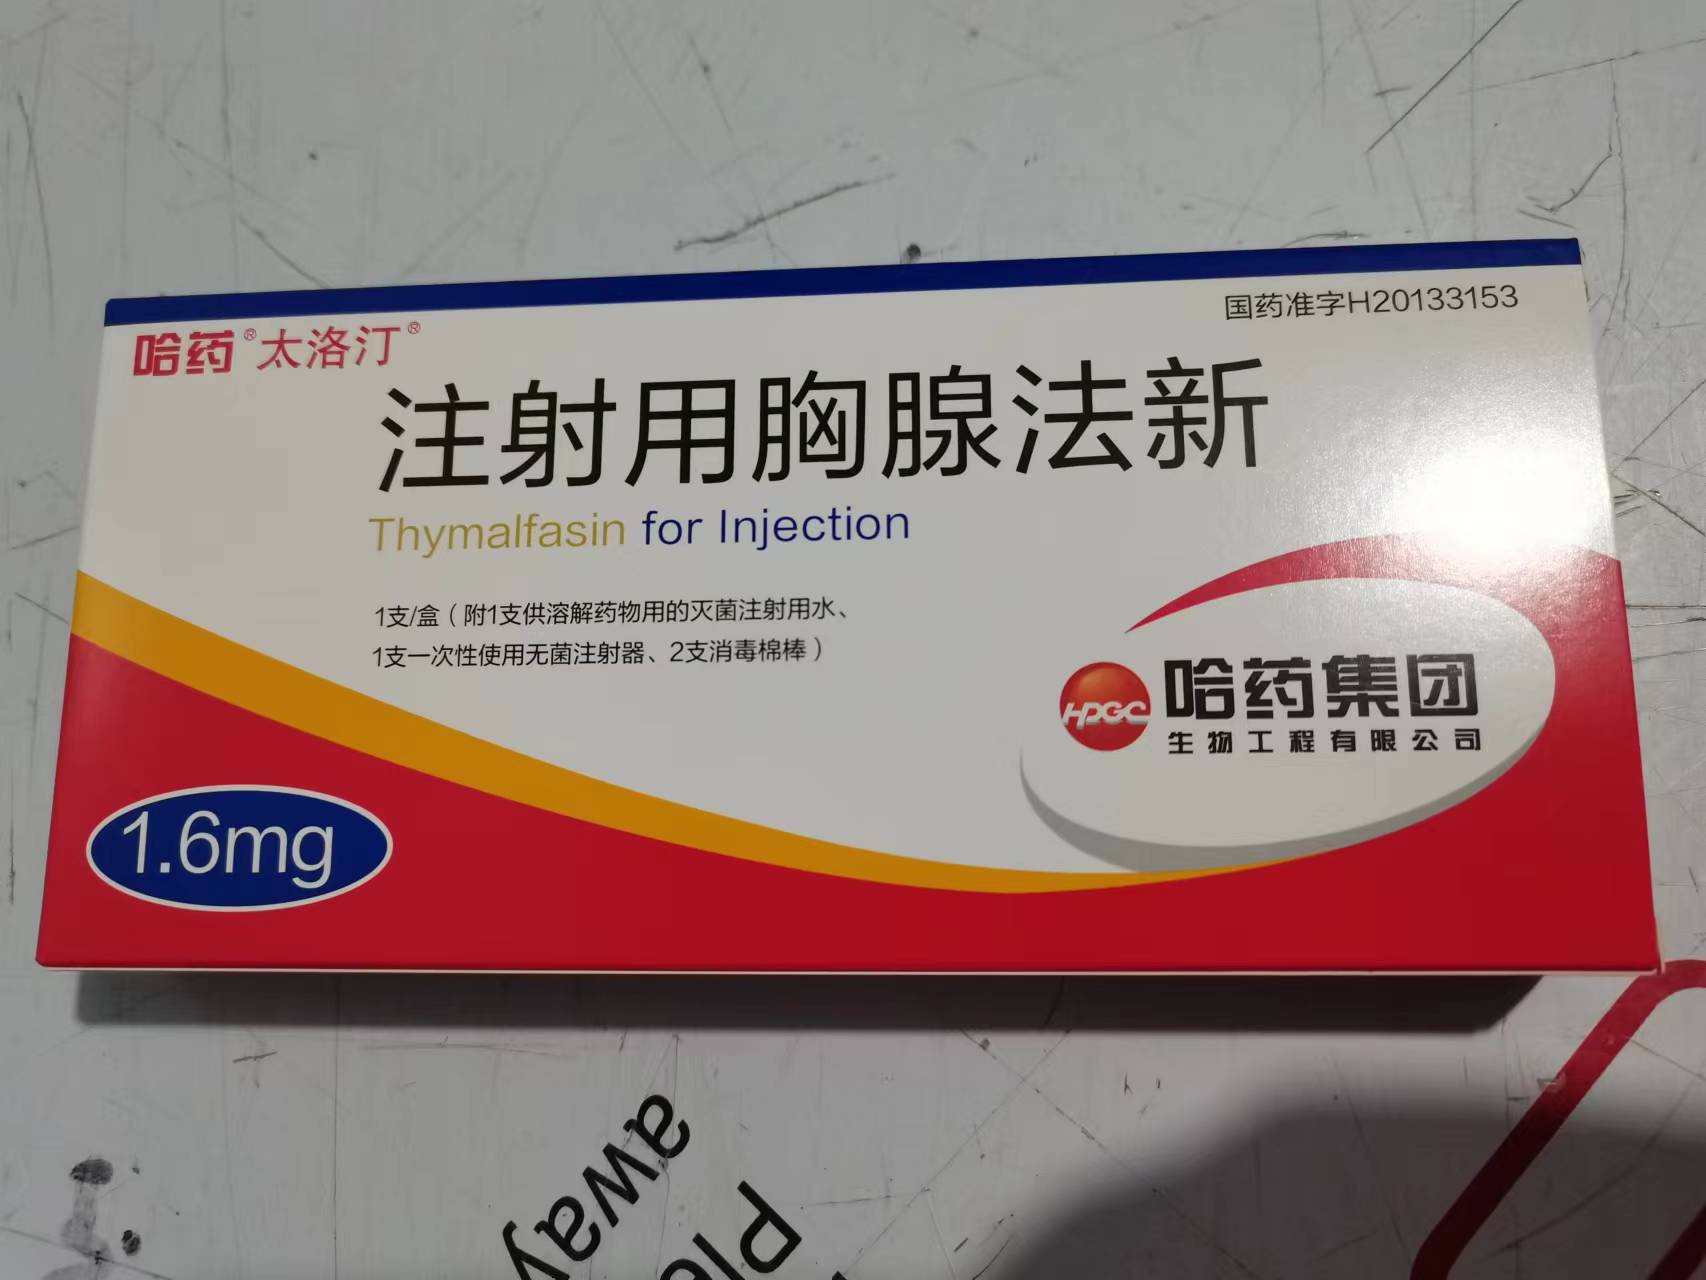 国药准字H20133153
哈药®太洛汀®
注射用胸腺法新
Thymalfasin for Injection
1支/盒（附1支供溶解药物用的灭菌注射用水、
1支一次性使用无菌注射器、2支消毒棉棒）
HPGC 哈药集团
生物工程有限公司
1.6mg
away